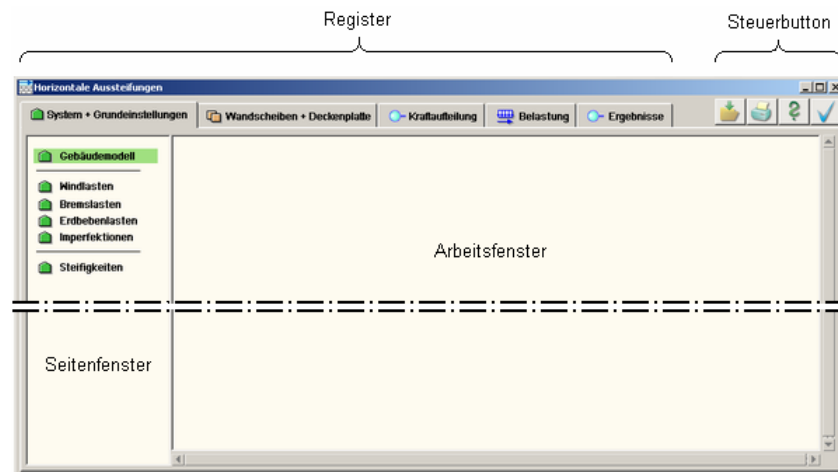 Register
Steuerbutton
Horizontale Aussteifungen
System + Grundeinstellungen
Wandscheiben + Deckenplatte
Kraftaufteilung
Belastung
Ergebnisse
Gebäudemodell
Windlasten
Bremslasten
Erdbebenlasten
Imperfektionen
Steifigkeiten
Arbeitsfenster
Seitenfenster